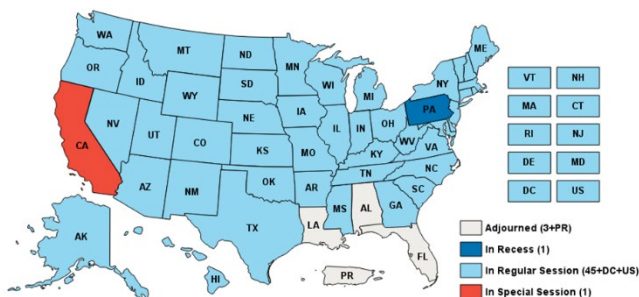 WA
MT
ND
MN
ME
OR
ID
SD
WI
NY
WY
MI
PA
NV
NE
IA
UT
CO
IL
IN
OH
CA
KS
MO
KY
WV
VA
AZ
NM
OK
AR
TN
NC
SC
TX
LA
MS
AL
GA
AK
HI
PR
FL
VT
NH
MA
CT
RI
NJ
DE
MD
DC
US
Adjourned (3+PR)
In Recess (1)
In Regular Session (45+DC+US)
In Special Session (1)